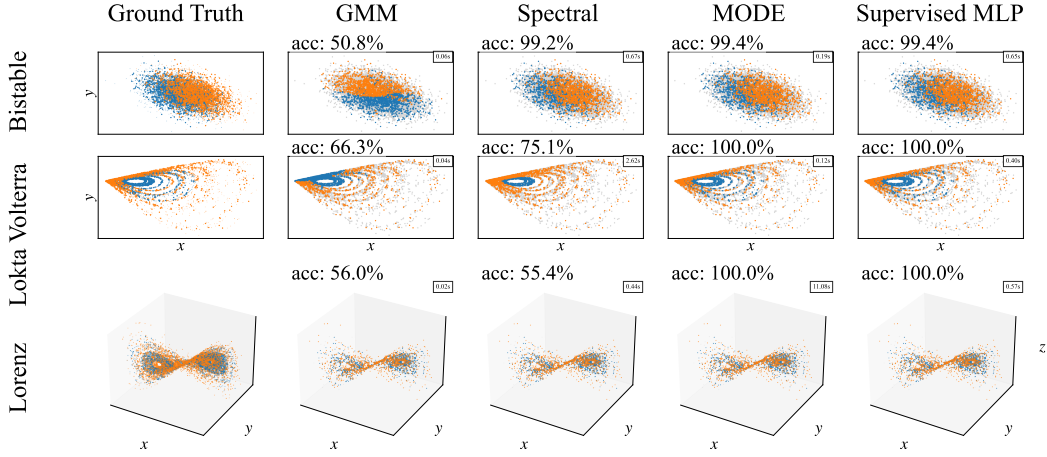 Ground Truth GMM Spectral MODE Supervised MLP
acc: 50.8% acc: 99.2% acc: 99.4% acc: 99.4%
Bistable
y
0.06s 0.67s 0.19s 0.65s
acc: 66.3% acc: 75.1% acc: 100.0% acc: 100.0%
Lokta Volterra
y
0.04s 2.62s 0.12s 0.40s
x x x x x
acc: 56.0% acc: 55.4% acc: 100.0% acc: 100.0%
Lorenz
0.02s 0.44s 11.08s 0.57s
z
y y y y y
x x x x x